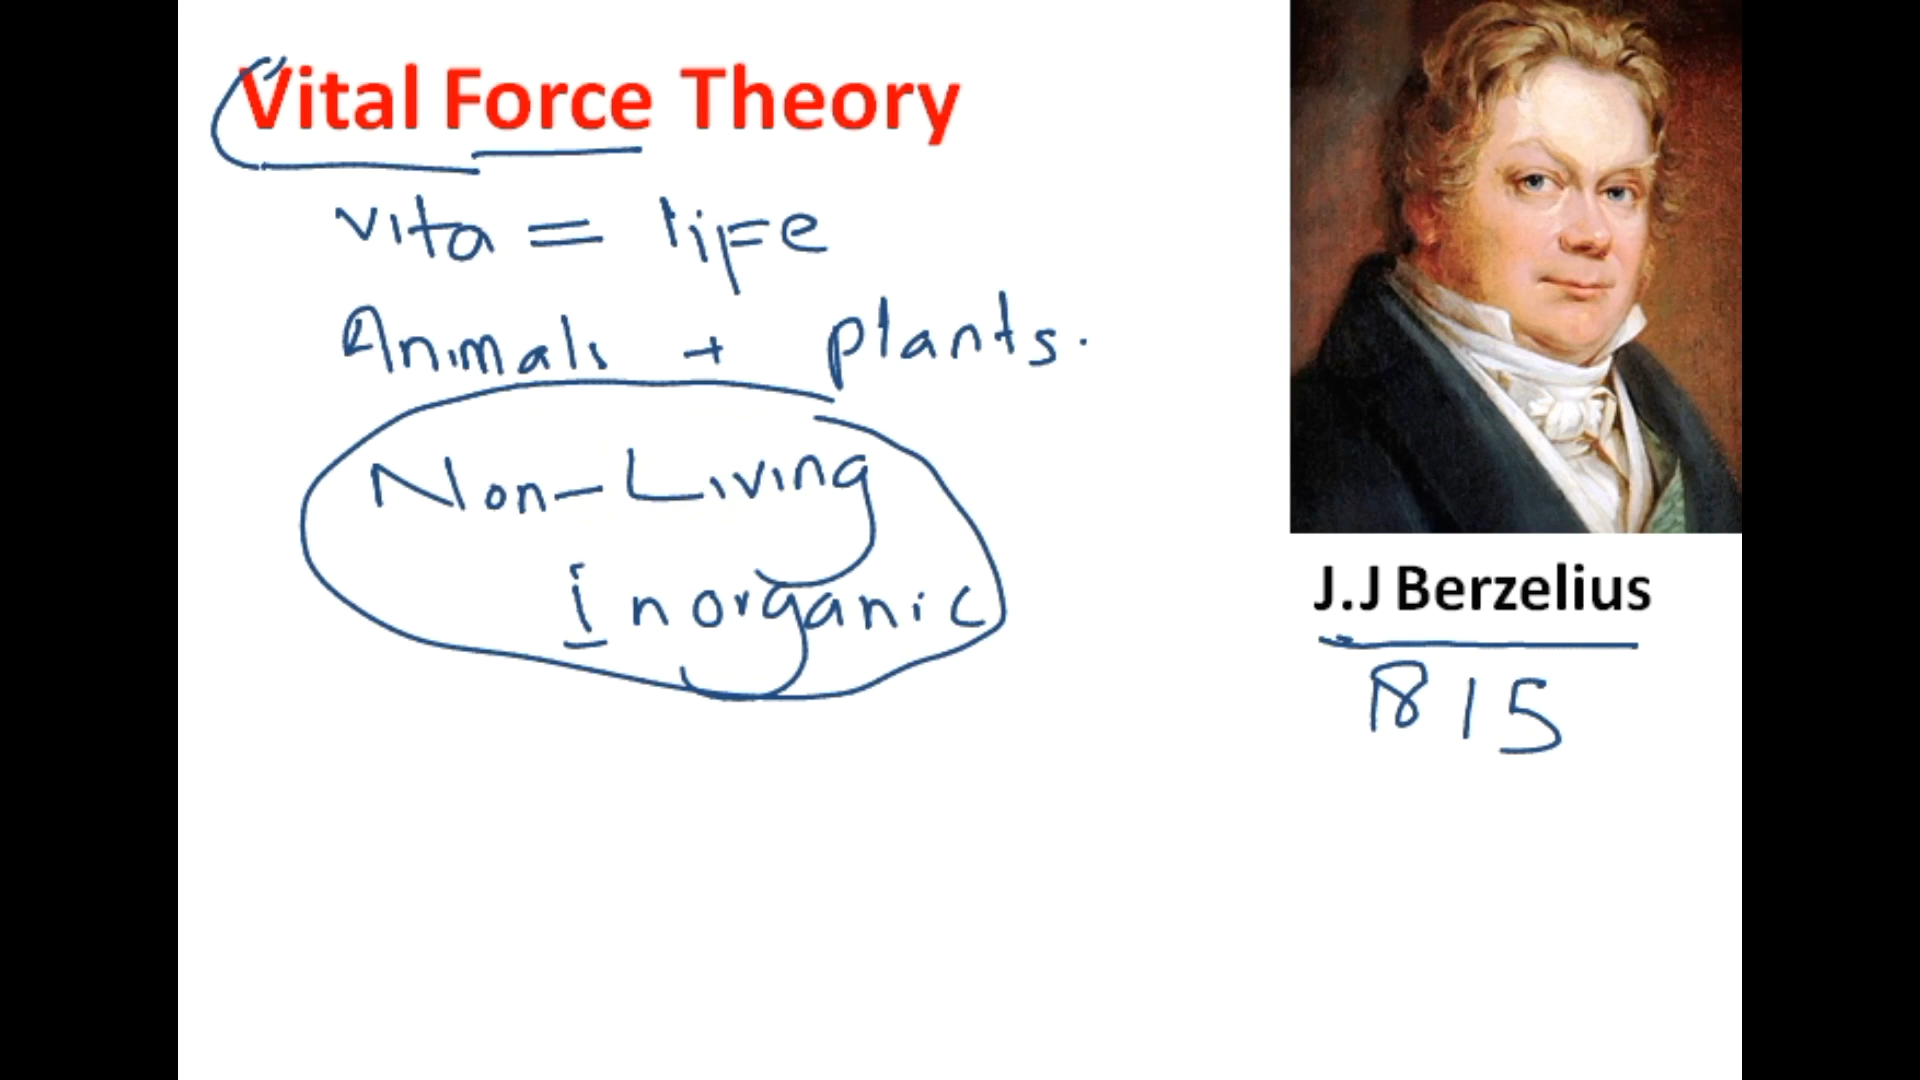 Vital Force Theory
vita = life
Animals + plants.
Non-Living
Inorganic
J.J Berzelius
1815